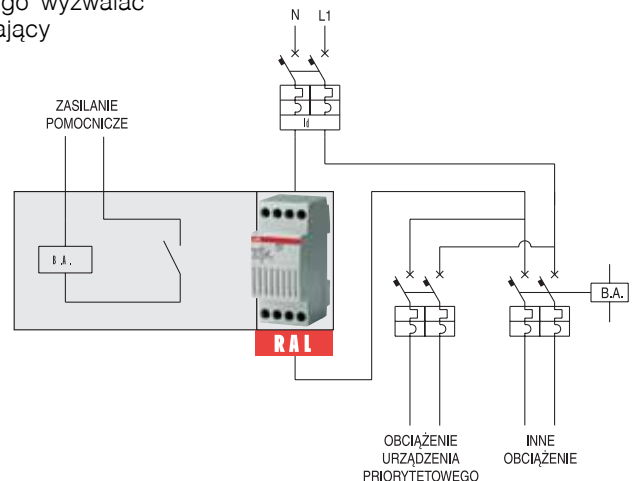 go wyzwalać
ający
N L1
ZASILANIE
POMOCNICZE
Id
B.A.
B.A.
RAL
OBCIĄŻENIE
URZĄDZENIA
PRIORYTETOWEGO
INNE
OBCIĄŻENIE